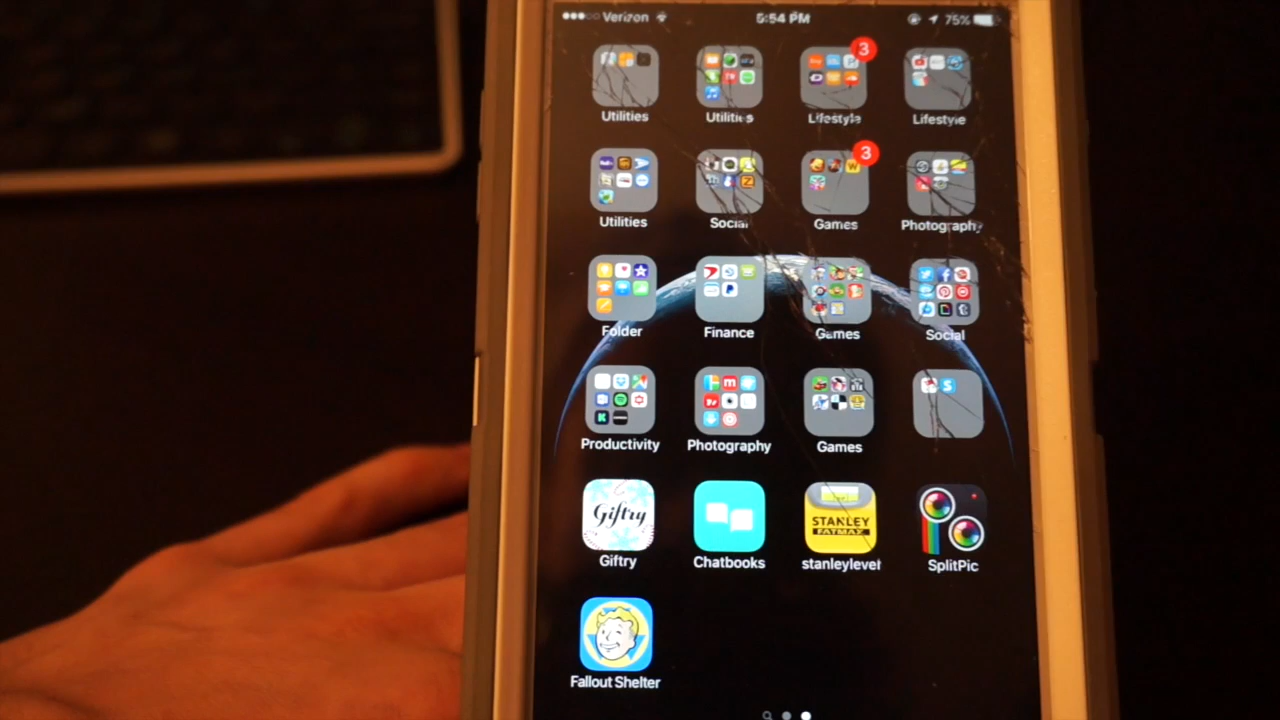 Verizon 5:54 PM 75%
3
Utilities Utilities Lifestyle Lifestyle
3
Utilities Social Games Photography
Folder Finance Games Social
Productivity Photography Games
Giftry
STANLEY
FATMAX
Giftry Chatbooks stanleylevel SplitPic
Fallout Shelter